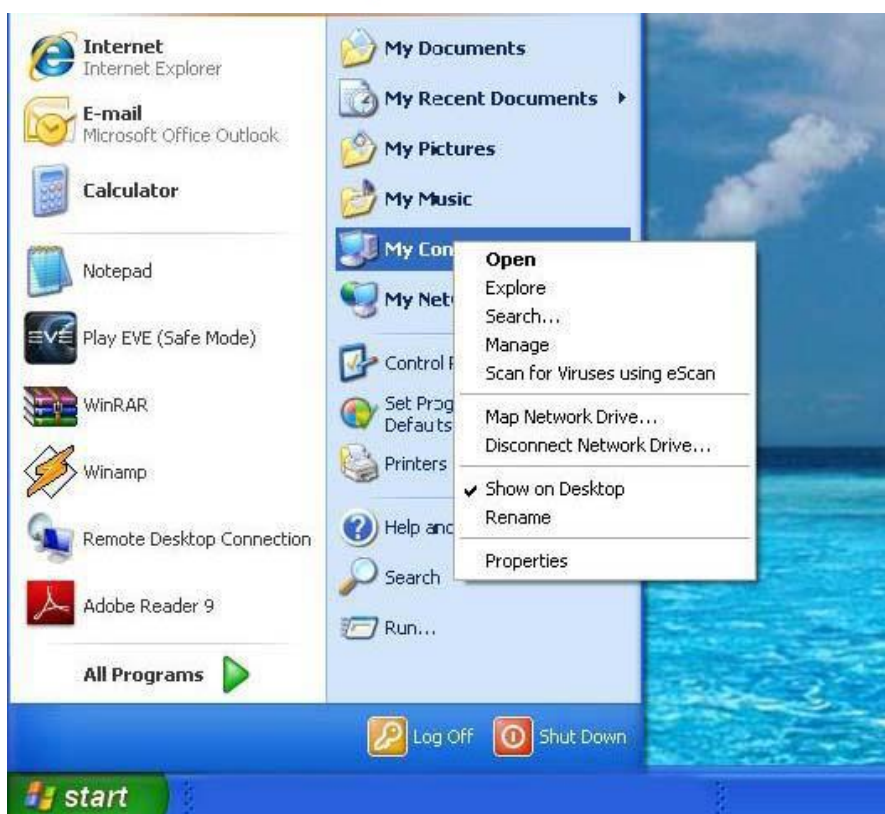 Internet
Internet Explorer
E-mail
Microsoft Office Outlook
Calculator
Notepad
EVE
Play EVE (Safe Mode)
WinRAR
Winamp
Remote Desktop Connection
Adobe Reader 9
All Programs
My Documents
My Recent Documents
My Pictures
My Music
My Con
My Net
Control P
Set Prog
Defaults
Printers
Help and
Search
Run...
Open
Explore
Search...
Manage
Scan for Viruses using eScan
Map Network Drive...
Disconnect Network Drive...
Show on Desktop
Rename
Properties
Log Off
Shut Down
start